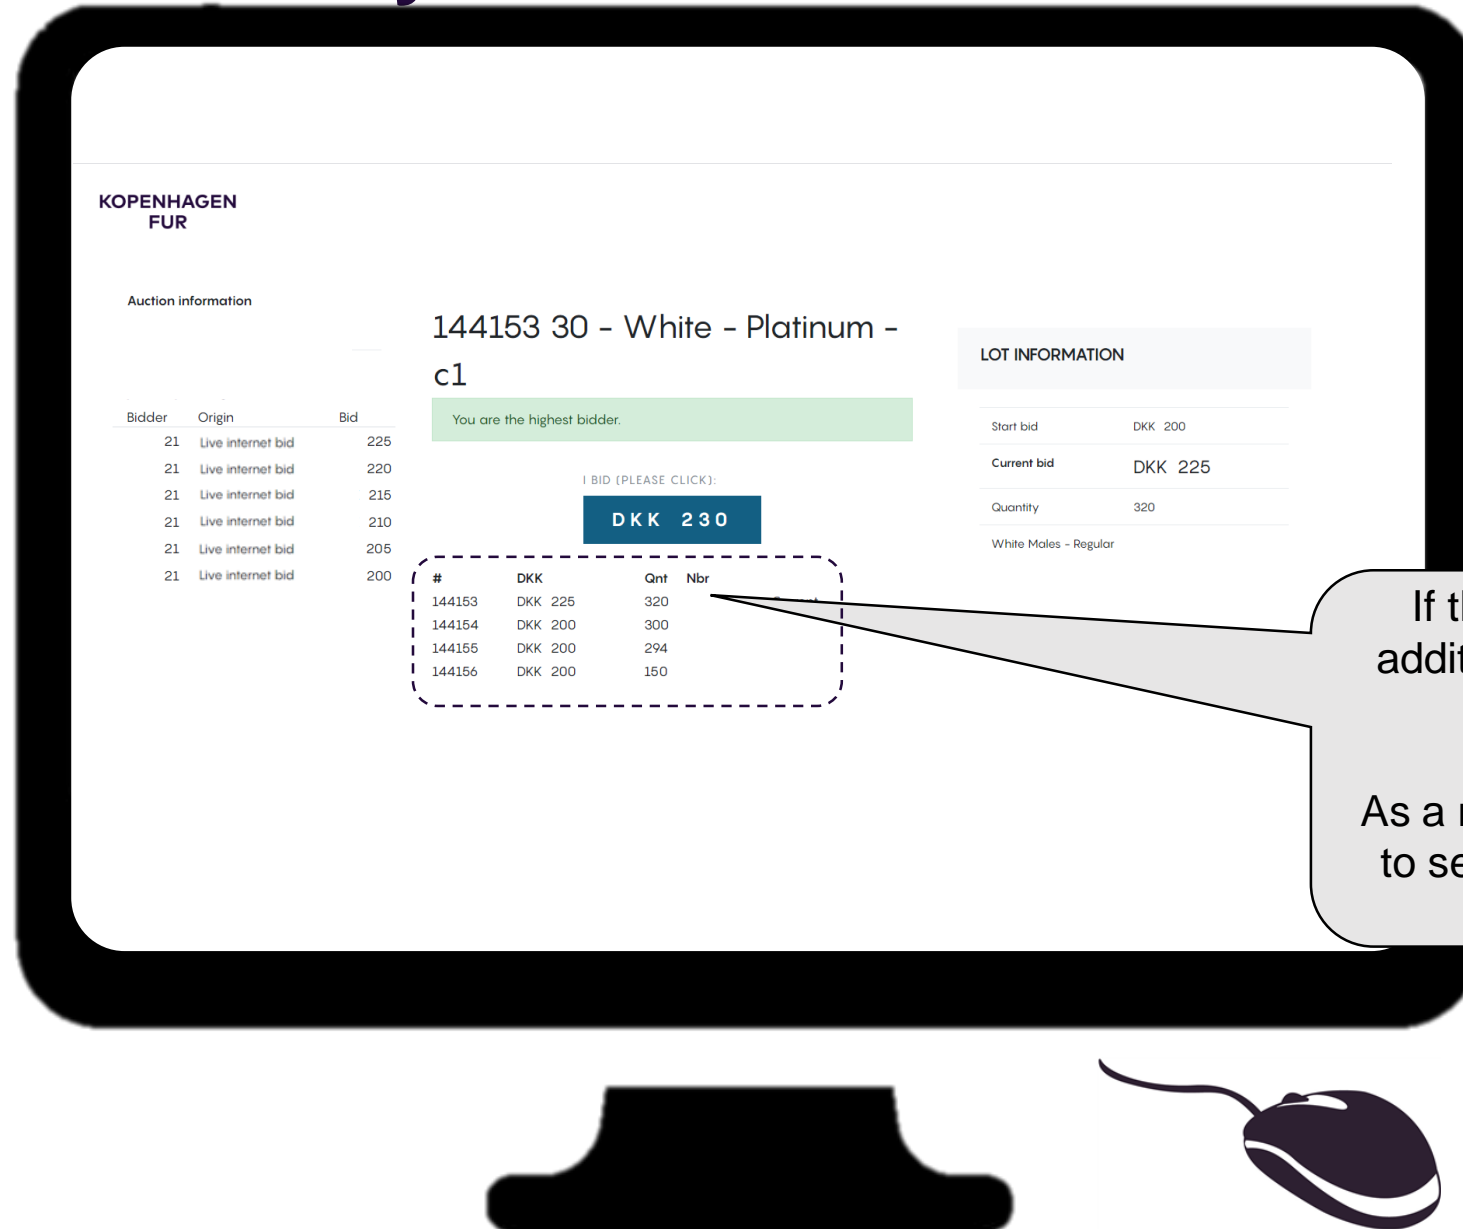 KOPENHAGEN
FUR
Auction information
Bidder Origin Bid
21 Live internet bid 225
21 Live internet bid 220
21 Live internet bid 215
21 Live internet bid 210
21 Live internet bid 205
21 Live internet bid 200
144153 30 - White - Platinum -
c1
You are the highest bidder.
I BID (PLEASE CLICK):
DKK 230
# DKK Qnt Nbr
144153 DKK 225 320
144154 DKK 200 300
144155 DKK 200 294
144156 DKK 200 150
LOT INFORMATION
Start bid DKK 200
Current bid DKK 225
Quantity 320
White Males - Regular
If
As a
to